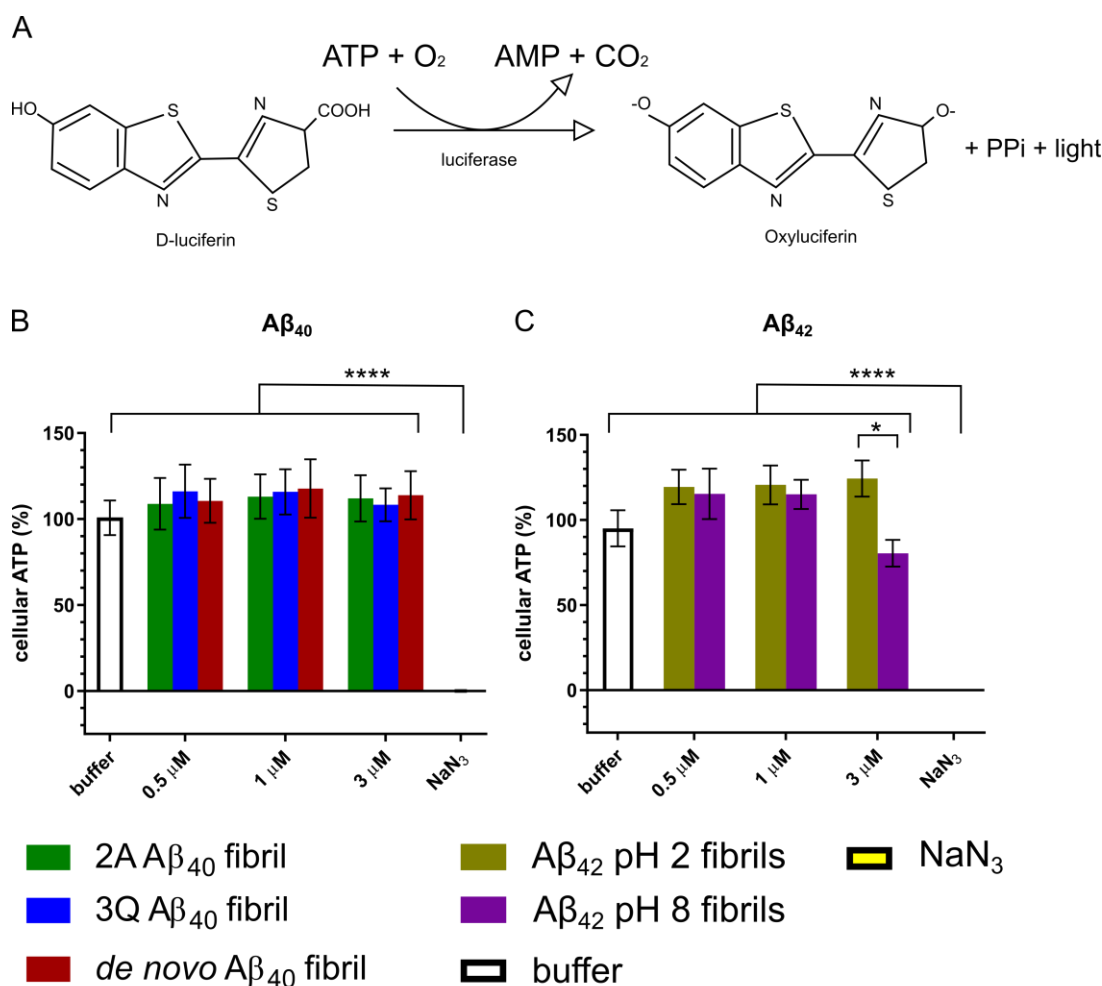 A
ATP + O₂ AMP + CO₂
HO S N COOH N S
luciferase
D-luciferin
-O S N O- N S
+ PPi + light
Oxyluciferin
B
Aβ₄₀
****
cellular ATP (%)
150
100
50
0
buffer 0.5 μM 1 μM 3 μM NaN₃
C
Aβ₄₂
****
*
cellular ATP (%)
150
100
50
0
buffer 0.5 μM 1 μM 3 μM NaN₃
2A Aβ₄₀ fibril
3Q Aβ₄₀ fibril
de novo Aβ₄₀ fibril
Aβ₄₂ pH 2 fibrils
Aβ₄₂ pH 8 fibrils
buffer
NaN₃